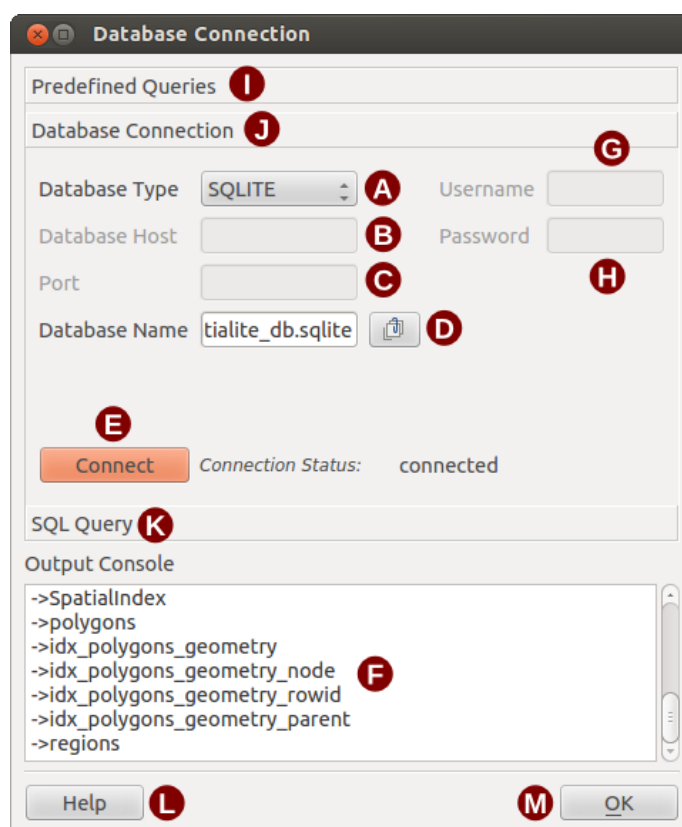 Database Connection
Predefined Queries I
Database Connection J
G
Database Type SQLITE A Username
Database Host B Password
Port C H
Database Name tialite_db.sqlite D
E
Connect Connection Status: connected
SQL Query K
Output Console
->SpatialIndex
->polygons
->idx_polygons_geometry
->idx_polygons_geometry_node F
->idx_polygons_geometry_rowid
->idx_polygons_geometry_parent
->regions
Help L M OK